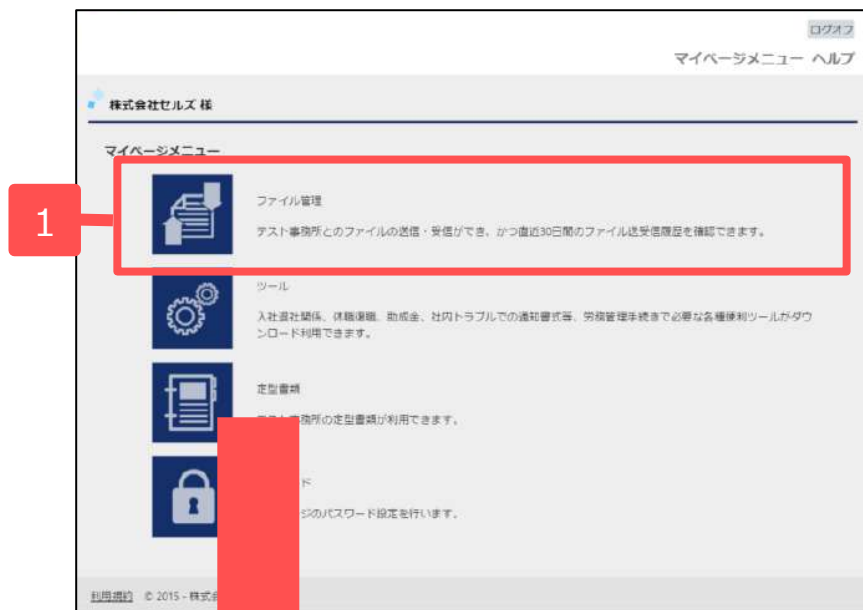 ログオフ
マイページメニュー ヘルプ
株式会社セルズ 様
マイページメニュー
1
ファイル管理
テスト事務所とのファイルの送信・受信ができ、かつ直近30日間のファイル送受信履歴を確認できます。
ツール
入社退社関係、休職復職、助成金、社内トラブルでの通知書式等、労務管理手続きで必要な各種便利ツールがダウ
ンロード利用できます。
定型書類
事務所の定型書類が利用できます。
ド
ジのパスワード設定を行います。
利用規約 © 2015 - 株式会